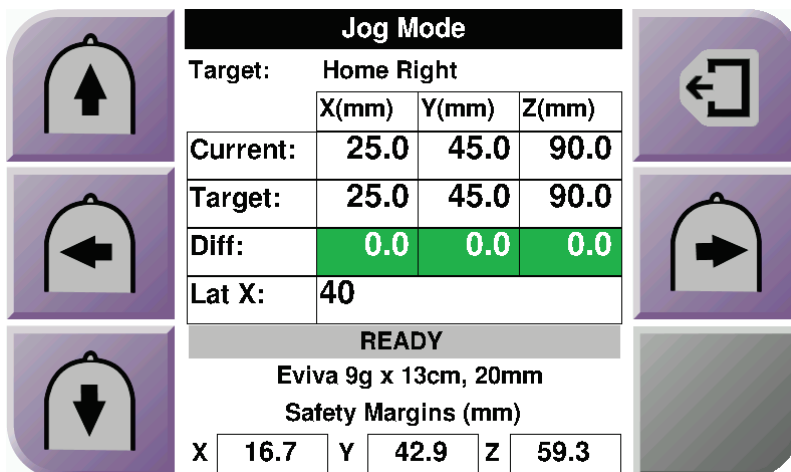 Jog Mode
Target: Home Right
X(mm) Y(mm) Z(mm)
Current: 25.0 45.0 90.0
Target: 25.0 45.0 90.0
Diff: 0.0 0.0 0.0
Lat X: 40
READY
Eviva 9g x 13cm, 20mm
Safety Margins (mm)
X 16.7 Y 42.9 Z 59.3